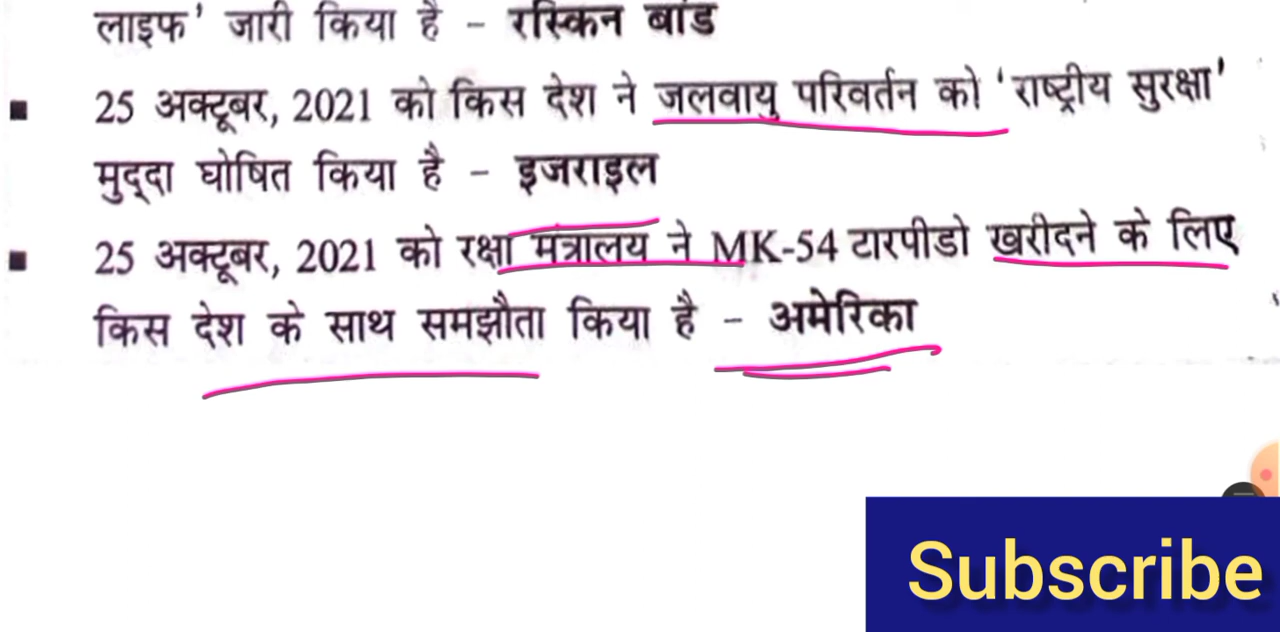 लाइफ' जारी किया है – रस्किन बांड
■ 25 अक्टूबर, 2021 को किस देश ने जलवायु परिवर्तन को 'राष्ट्रीय सुरक्षा'
मुद्दा घोषित किया है – इजराइल
■ 25 अक्टूबर, 2021 को रक्षा मंत्रालय ने MK-54 टारपीडो खरीदने के लिए
किस देश के साथ समझौता किया है – अमेरिका
Subscribe